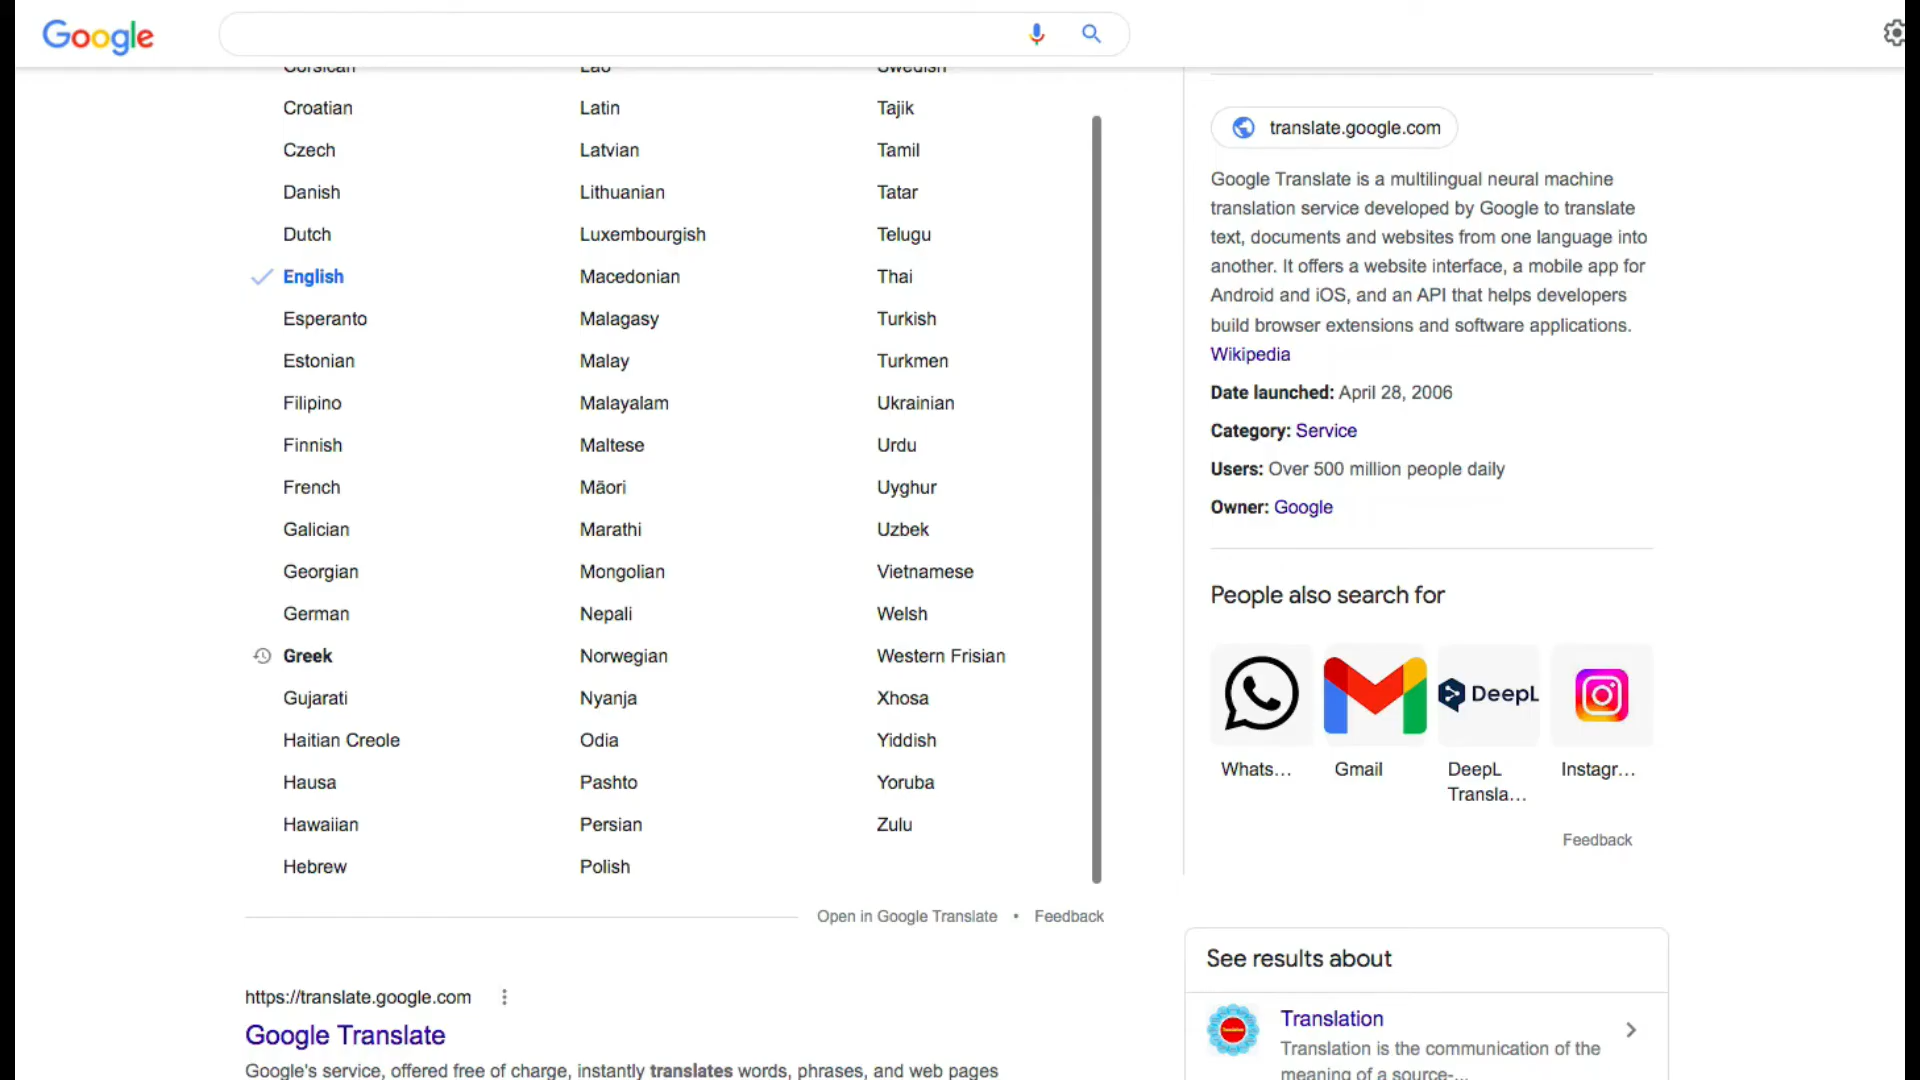 Google
Corsican
Lao
Swedish
Croatian
Latin
Tajik
Czech
Latvian
Tamil
Danish
Lithuanian
Tatar
Dutch
Luxembourgish
Telugu
English
Macedonian
Thai
Esperanto
Malagasy
Turkish
Estonian
Malay
Turkmen
Filipino
Malayalam
Ukrainian
Finnish
Maltese
Urdu
French
Māori
Uyghur
Galician
Marathi
Uzbek
Georgian
Mongolian
Vietnamese
German
Nepali
Welsh
Greek
Norwegian
Western Frisian
Gujarati
Nyanja
Xhosa
Haitian Creole
Odia
Yiddish
Hausa
Pashto
Yoruba
Hawaiian
Persian
Zulu
Hebrew
Polish
Open in Google Translate • Feedback
https://translate.google.com
Google Translate
Google's service, offered free of charge, instantly translates words, phrases, and web pages
translate.google.com
Google Translate is a multilingual neural machine
translation service developed by Google to translate
text, documents and websites from one language into
another. It offers a website interface, a mobile app for
Android and iOS, and an API that helps developers
build browser extensions and software applications.
Wikipedia
Date launched: April 28, 2006
Category: Service
Users: Over 500 million people daily
Owner: Google
People also search for
DeepL
Whats...
Gmail
DeepL
Transla...
Instagr...
Feedback
See results about
Translation
Translation is the communication of the
meaning of a source-...